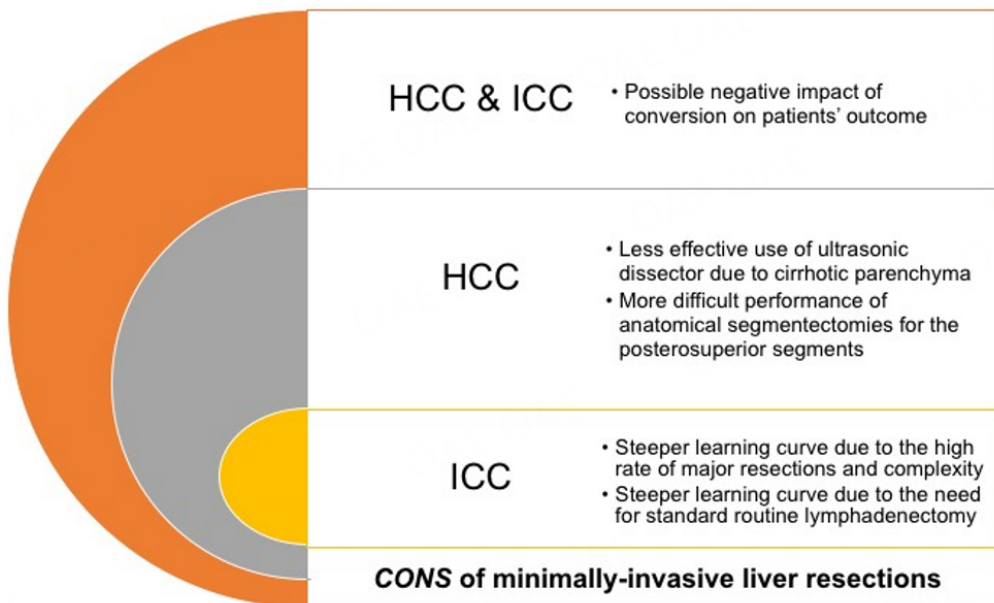 HCC & ICC
• Possible negative impact of
conversion on patients' outcome
HCC
• Less effective use of ultrasonic
dissector due to cirrhotic parenchyma
• More difficult performance of
anatomical segmentectomies for the
posterosuperior segments
ICC
• Steeper learning curve due to the high
rate of major resections and complexity
• Steeper learning curve due to the need
for standard routine lymphadenectomy
CONS of minimally-invasive liver resections